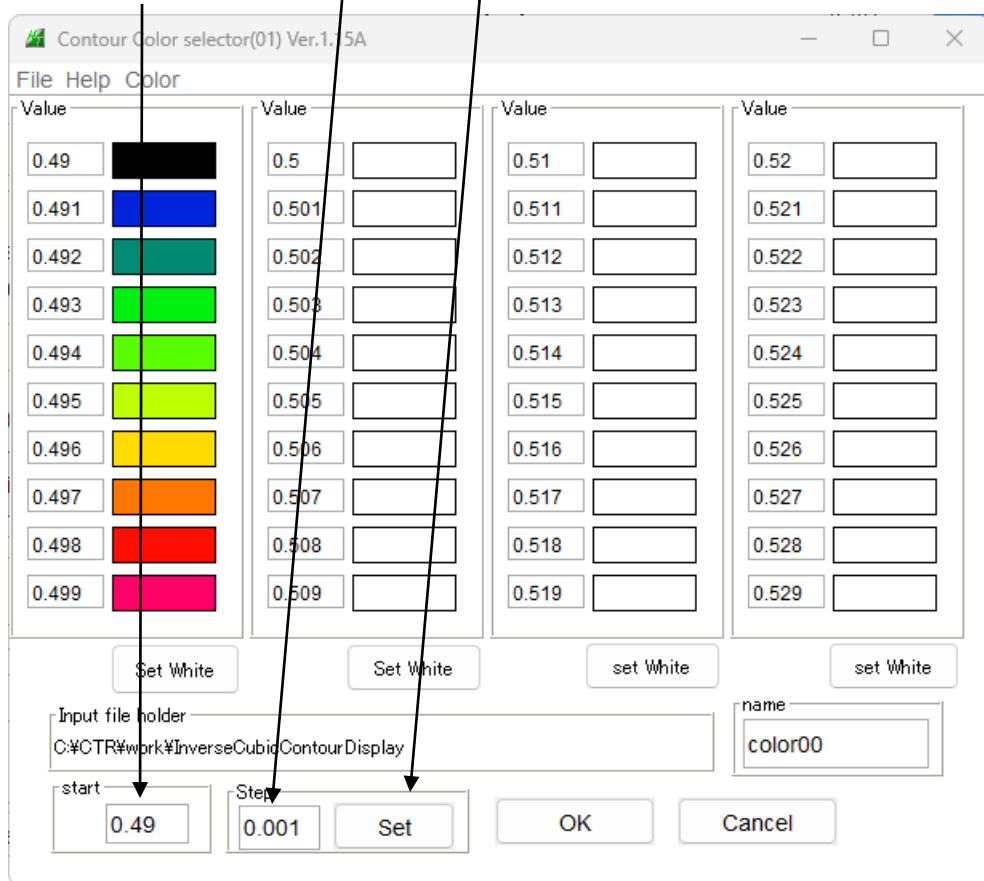 Contour Color selector(01) Ver.1.15A
File Help Color
Value Value Value Value
0.49 0.5 0.51 0.52
0.491 0.501 0.511 0.521
0.492 0.502 0.512 0.522
0.493 0.503 0.513 0.523
0.494 0.504 0.514 0.524
0.495 0.505 0.515 0.525
0.496 0.506 0.516 0.526
0.497 0.507 0.517 0.527
0.498 0.508 0.518 0.528
0.499 0.509 0.519 0.529
Set White Set White set White set White
Input file holder name
C:¥CTR¥work¥InverseCubicContourDisplay color00
start Step
0.49 0.001 Set OK Cancel